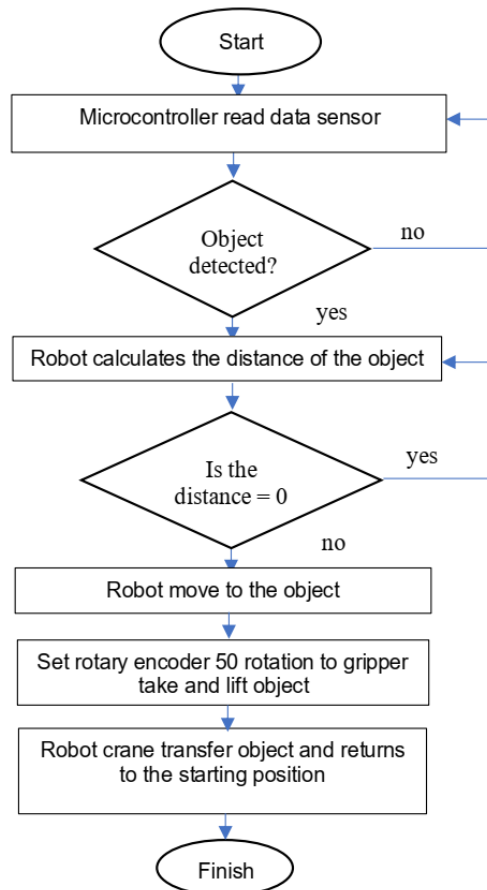 Start
Microcontroller read data sensor
Object
detected?
no
yes
Robot calculates the distance of the object
Is the
distance = 0
yes
no
Robot move to the object
Set rotary encoder 50 rotation to gripper
take and lift object
Robot crane transfer object and returns
to the starting position
Finish